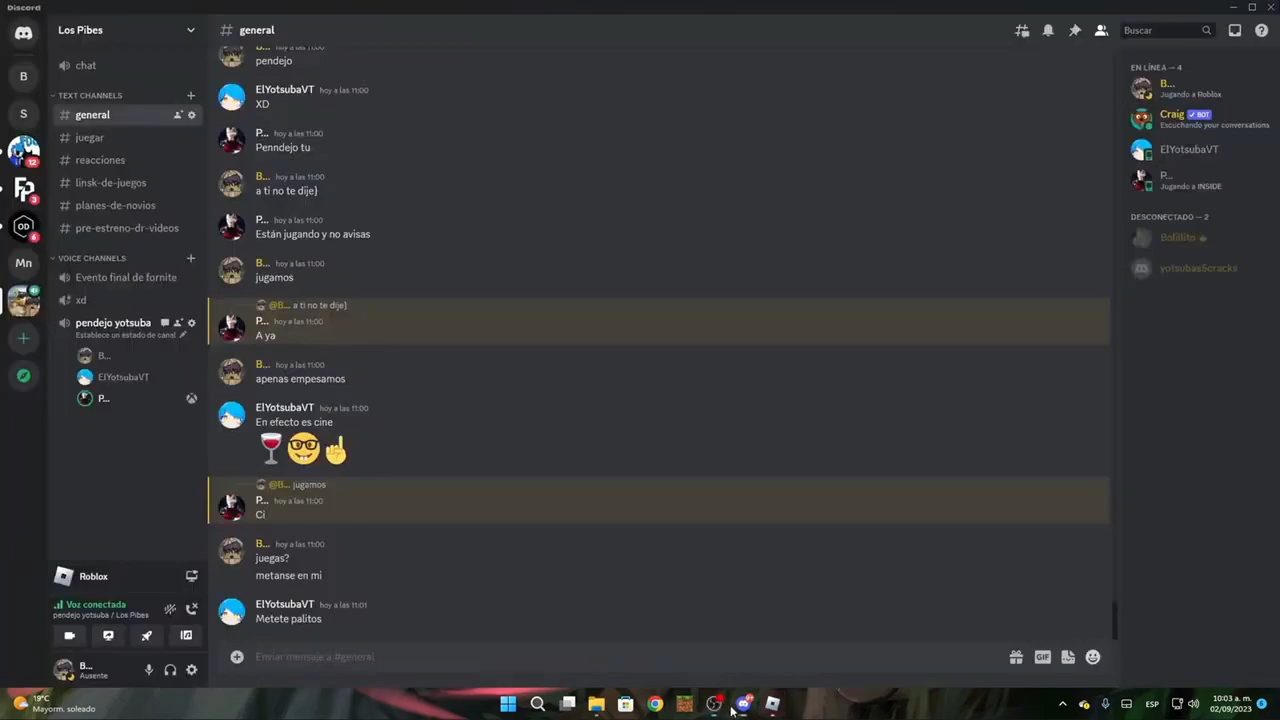 Discord
Los Pibes
general
Buscar
chat
TEXT CHANNELS
general
juegar
reacciones
linsk-de-juegos
planes-de-novios
pre-estreno-dr-videos
VOICE CHANNELS
Evento final de fornite
xd
pendejo yotsuba
Establece un estado de canal
B...
ElYotsubaVT
P...
Roblox
Voz conectada
pendejo yotsuba / Los Pibes
B...
Ausente
B... hoy a las 11:00
pendejo
ElYotsubaVT hoy a las 11:00
XD
P... hoy a las 11:00
Penndejo tu
B... hoy a las 11:00
a ti no te dije}
P... hoy a las 11:00
Están jugando y no avisas
B... hoy a las 11:00
jugamos
@B... a ti no te dije}
P... hoy a las 11:00
A ya
B... hoy a las 11:00
apenas empesamos
ElYotsubaVT hoy a las 11:00
En efecto es cine
🍷🤓☝
@B... jugamos
P... hoy a las 11:00
Ci
B... hoy a las 11:00
juegas?
metanse en mi
ElYotsubaVT hoy a las 11:01
Metete palitos
Enviar mensaje a #general
GIF
EN LÍNEA — 4
B...
Jugando a Roblox
Craig ✓ BOT
Escuchando your conversations
ElYotsubaVT
P...
Jugando a INSIDE
DESCONECTADO — 2
Bolillito
yotsubas5cracks
B
S
12
FP
3
OD
6
Mn
19°C
Mayorm. soleado
ESP
10:03 a. m.
02/09/2023